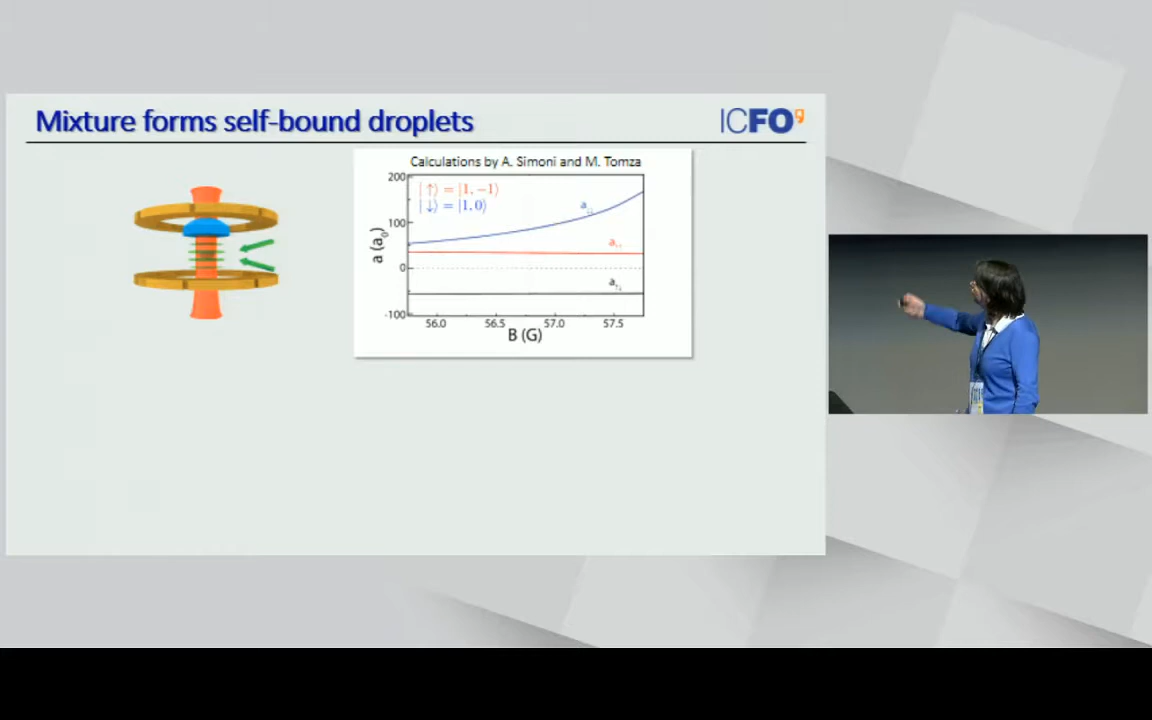 Mixture forms self-bound droplets
ICFO
Calculations by A. Simoni and M. Tomza
|↑⟩ = |1, −1⟩
|↓⟩ = |1, 0⟩
a (a₀)
200
100
0
-100
a↓↓
a↑↑
a↑↓
56.0 56.5 57.0 57.5
B (G)